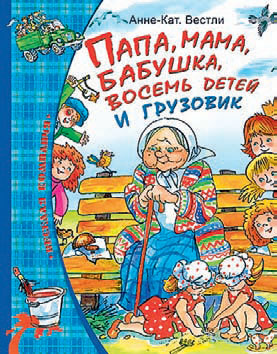 Анне-Кат. Вестли
ПАПА, МАМА,
БАБУШКА,
ВОСЕМЬ ДЕТЕЙ
И ГРУЗОВИК